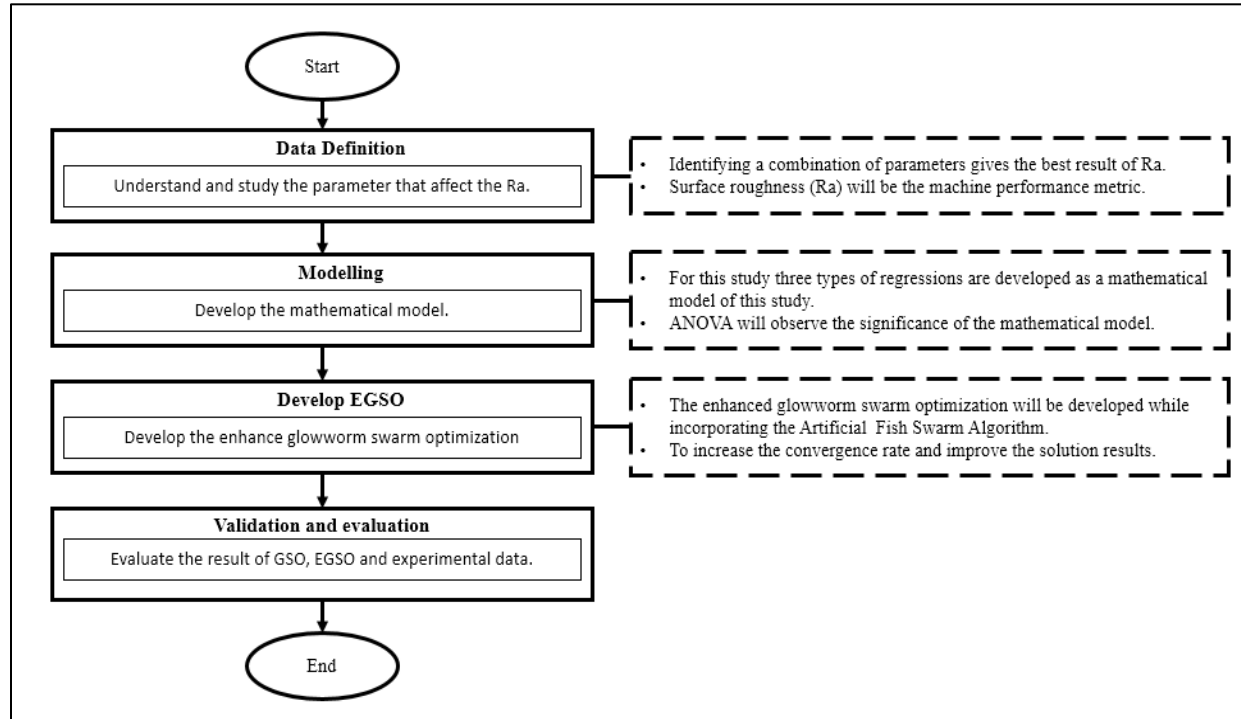 Start
Data Definition
Understand and study the parameter that affect the Ra.
• Identifying a combination of parameters gives the best result of Ra.
• Surface roughness (Ra) will be the machine performance metric.
Modelling
Develop the mathematical model.
• For this study three types of regressions are developed as a mathematical
model of this study.
• ANOVA will observe the significance of the mathematical model.
Develop EGSO
Develop the enhance glowworm swarm optimization
• The enhanced glowworm swarm optimization will be developed while
incorporating the Artificial Fish Swarm Algorithm.
• To increase the convergence rate and improve the solution results.
Validation and evaluation
Evaluate the result of GSO, EGSO and experimental data.
End